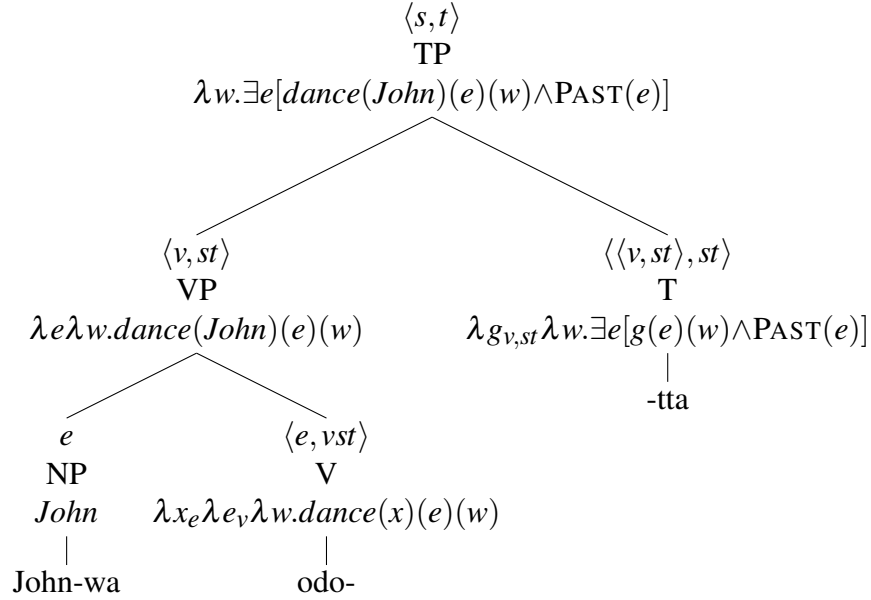 ⟨s,t⟩
TP
λw.∃e[dance(John)(e)(w)∧PAST(e)]
⟨v,st⟩ ⟨⟨v,st⟩,st⟩
VP T
λeλw.dance(John)(e)(w) λg_{v,st}λw.∃e[g(e)(w)∧PAST(e)]
-tta
e ⟨e,vst⟩
NP V
John λx_eλe_vλw.dance(x)(e)(w)
John-wa odo-